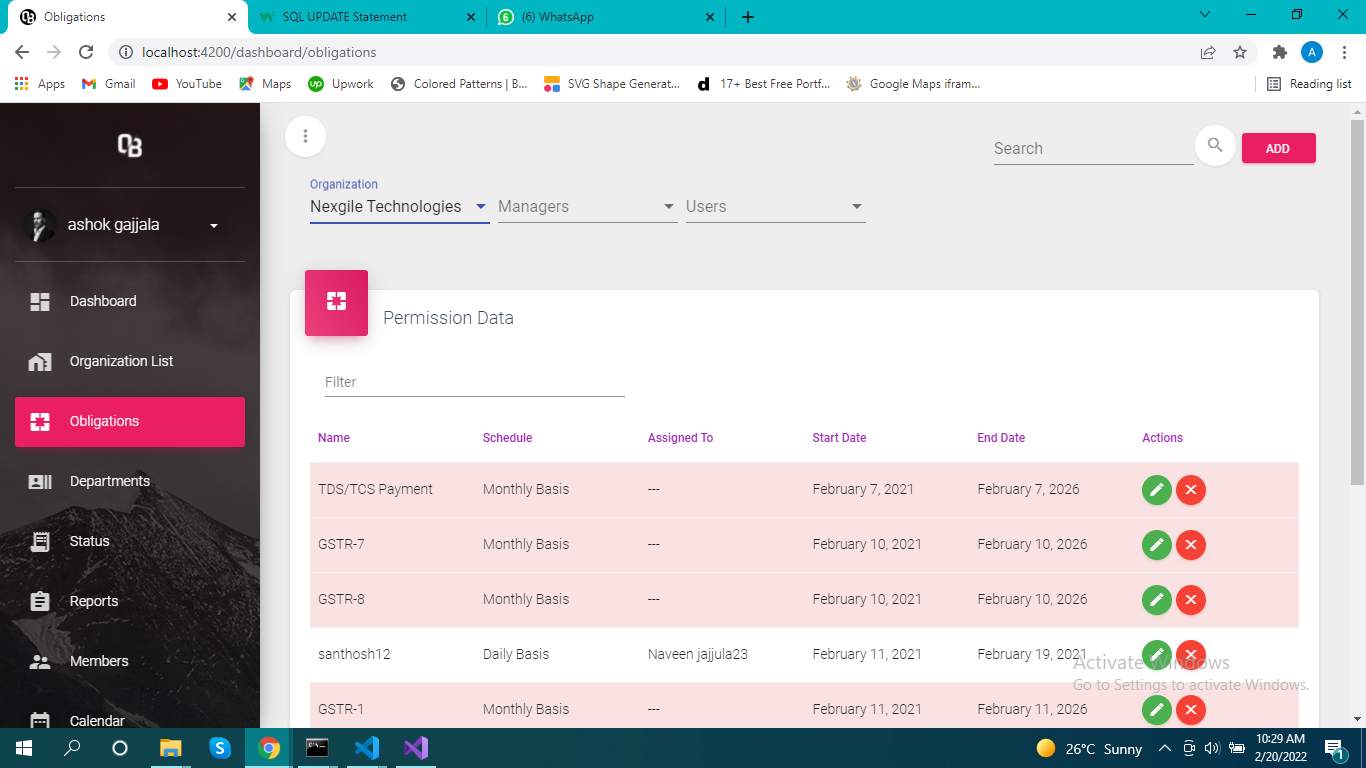 Obligations
SQL UPDATE Statement
(6) WhatsApp
localhost:4200/dashboard/obligations
A
Apps
Gmail
YouTube
Maps
Upwork
Colored Patterns | B...
SVG Shape Generat...
17+ Best Free Portf...
Google Maps ifram...
Reading list
ashok gajjala
Dashboard
Organization List
Obligations
Departments
Status
Reports
Members
Calendar
Search
ADD
Organization
Nexgile Technologies
Managers
Users
Permission Data
Filter
Name Schedule Assigned To Start Date End Date Actions
TDS/TCS Payment Monthly Basis --- February 7, 2021 February 7, 2026
GSTR-7 Monthly Basis --- February 10, 2021 February 10, 2026
GSTR-8 Monthly Basis --- February 10, 2021 February 10, 2026
santhosh12 Daily Basis Naveen jajjula23 February 11, 2021 February 19, 2021
GSTR-1 Monthly Basis --- February 11, 2021 February 11, 2026
Activate Windows
Go to Settings to activate Windows.
26°C Sunny
10:29 AM
2/20/2022
1